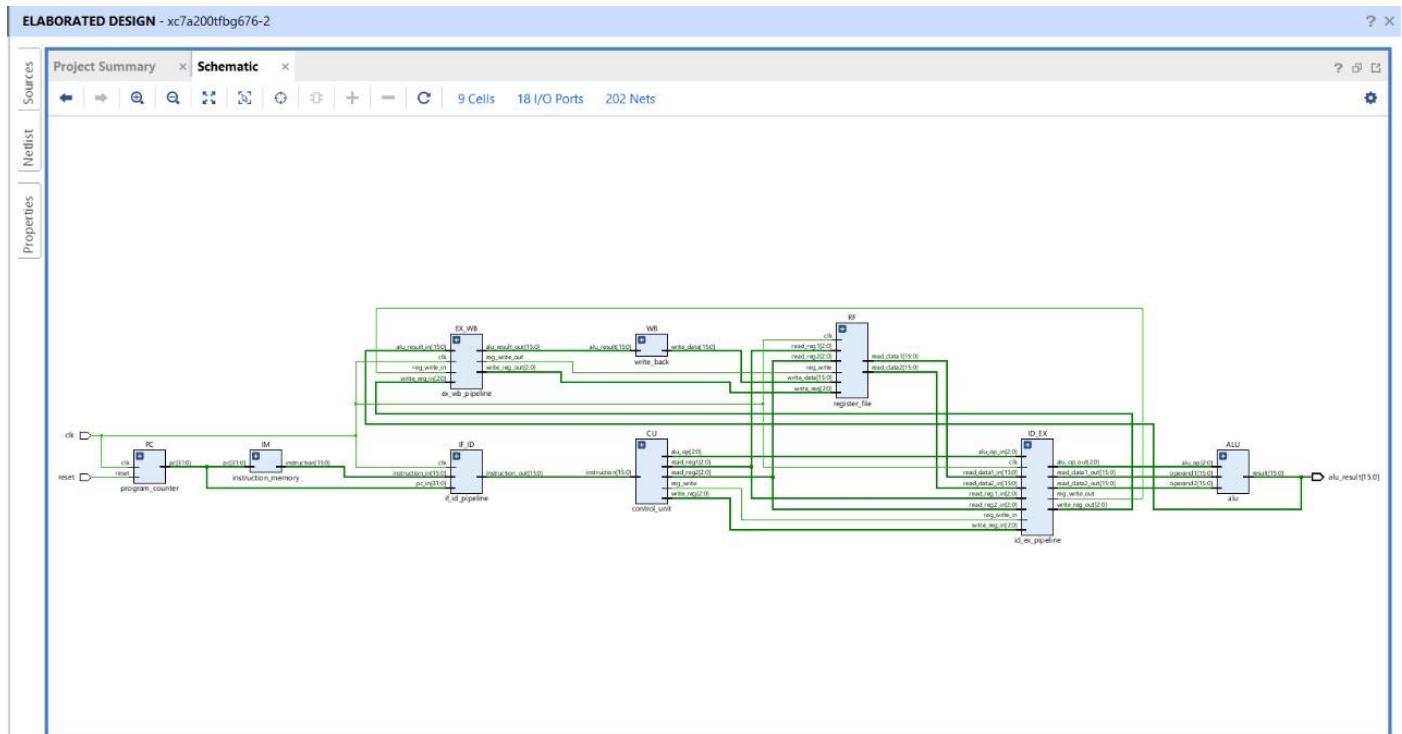 ELABORATED DESIGN - xc7a200tfbg676-2
? ×
Sources
Netlist
Properties
Project Summary ×
Schematic ×
?
9 Cells
18 I/O Ports
202 Nets
EX_WB
alu_result_in[15:0]
clk
reg_write_in
write_reg_in[2:0]
alu_result_out[15:0]
reg_write_out
write_reg_out[2:0]
ex_wb_pipeline
WB
alu_result[15:0]
write_data[15:0]
write_back
RF
clk
read_reg1[2:0]
read_reg2[2:0]
reg_write
write_data[15:0]
write_reg[2:0]
read_data1[15:0]
read_data2[15:0]
register_file
clk
reset
PC
clk
reset
pc[31:0]
program_counter
IM
pc[31:0]
instruction[15:0]
instruction_memory
IF_ID
clk
instruction_in[15:0]
pc_in[31:0]
instruction_out[15:0]
if_id_pipeline
CU
instruction[15:0]
alu_op[2:0]
read_reg1[2:0]
read_reg2[2:0]
reg_write
write_reg[2:0]
control_unit
ID_EX
alu_op_in[2:0]
clk
read_data1_in[15:0]
read_data2_in[15:0]
read_reg1_in[2:0]
read_reg2_in[2:0]
reg_write_in
write_reg_in[2:0]
alu_op_out[2:0]
read_data1_out[15:0]
read_data2_out[15:0]
reg_write_out
write_reg_out[2:0]
id_ex_pipeline
ALU
alu_op[2:0]
operand1[15:0]
operand2[15:0]
result[15:0]
alu
alu_result[15:0]